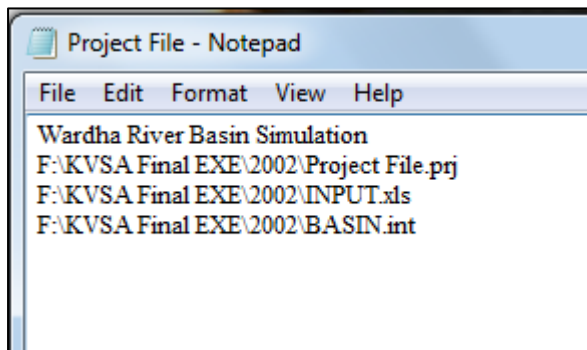 Project File - Notepad
File Edit Format View Help
Wardha River Basin Simulation
F:\KVSA Final EXE\2002\Project File.prj
F:\KVSA Final EXE\2002\INPUT.xls
F:\KVSA Final EXE\2002\BASIN.int